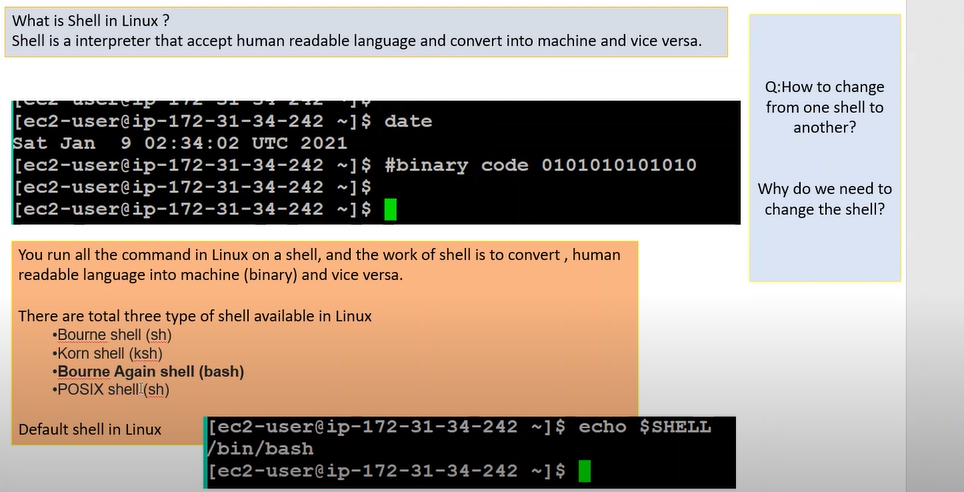 What is Shell in Linux ?
Shell is a interpreter that accept human readable language and convert into machine and vice versa.
[ec2-user@ip-172-31-34-242 ~]$
[ec2-user@ip-172-31-34-242 ~]$ date
Sat Jan  9 02:34:02 UTC 2021
[ec2-user@ip-172-31-34-242 ~]$ #binary code 0101010101010
[ec2-user@ip-172-31-34-242 ~]$
[ec2-user@ip-172-31-34-242 ~]$
You run all the command in Linux on a shell, and the work of shell is to convert , human
readable language into machine (binary) and vice versa.
There are total three type of shell available in Linux
•Bourne shell (sh)
•Korn shell (ksh)
•Bourne Again shell (bash)
•POSIX shell (sh)
Default shell in Linux
[ec2-user@ip-172-31-34-242 ~]$ echo $SHELL
/bin/bash
[ec2-user@ip-172-31-34-242 ~]$
Q:How to change
from one shell to
another?
Why do we need to
change the shell?